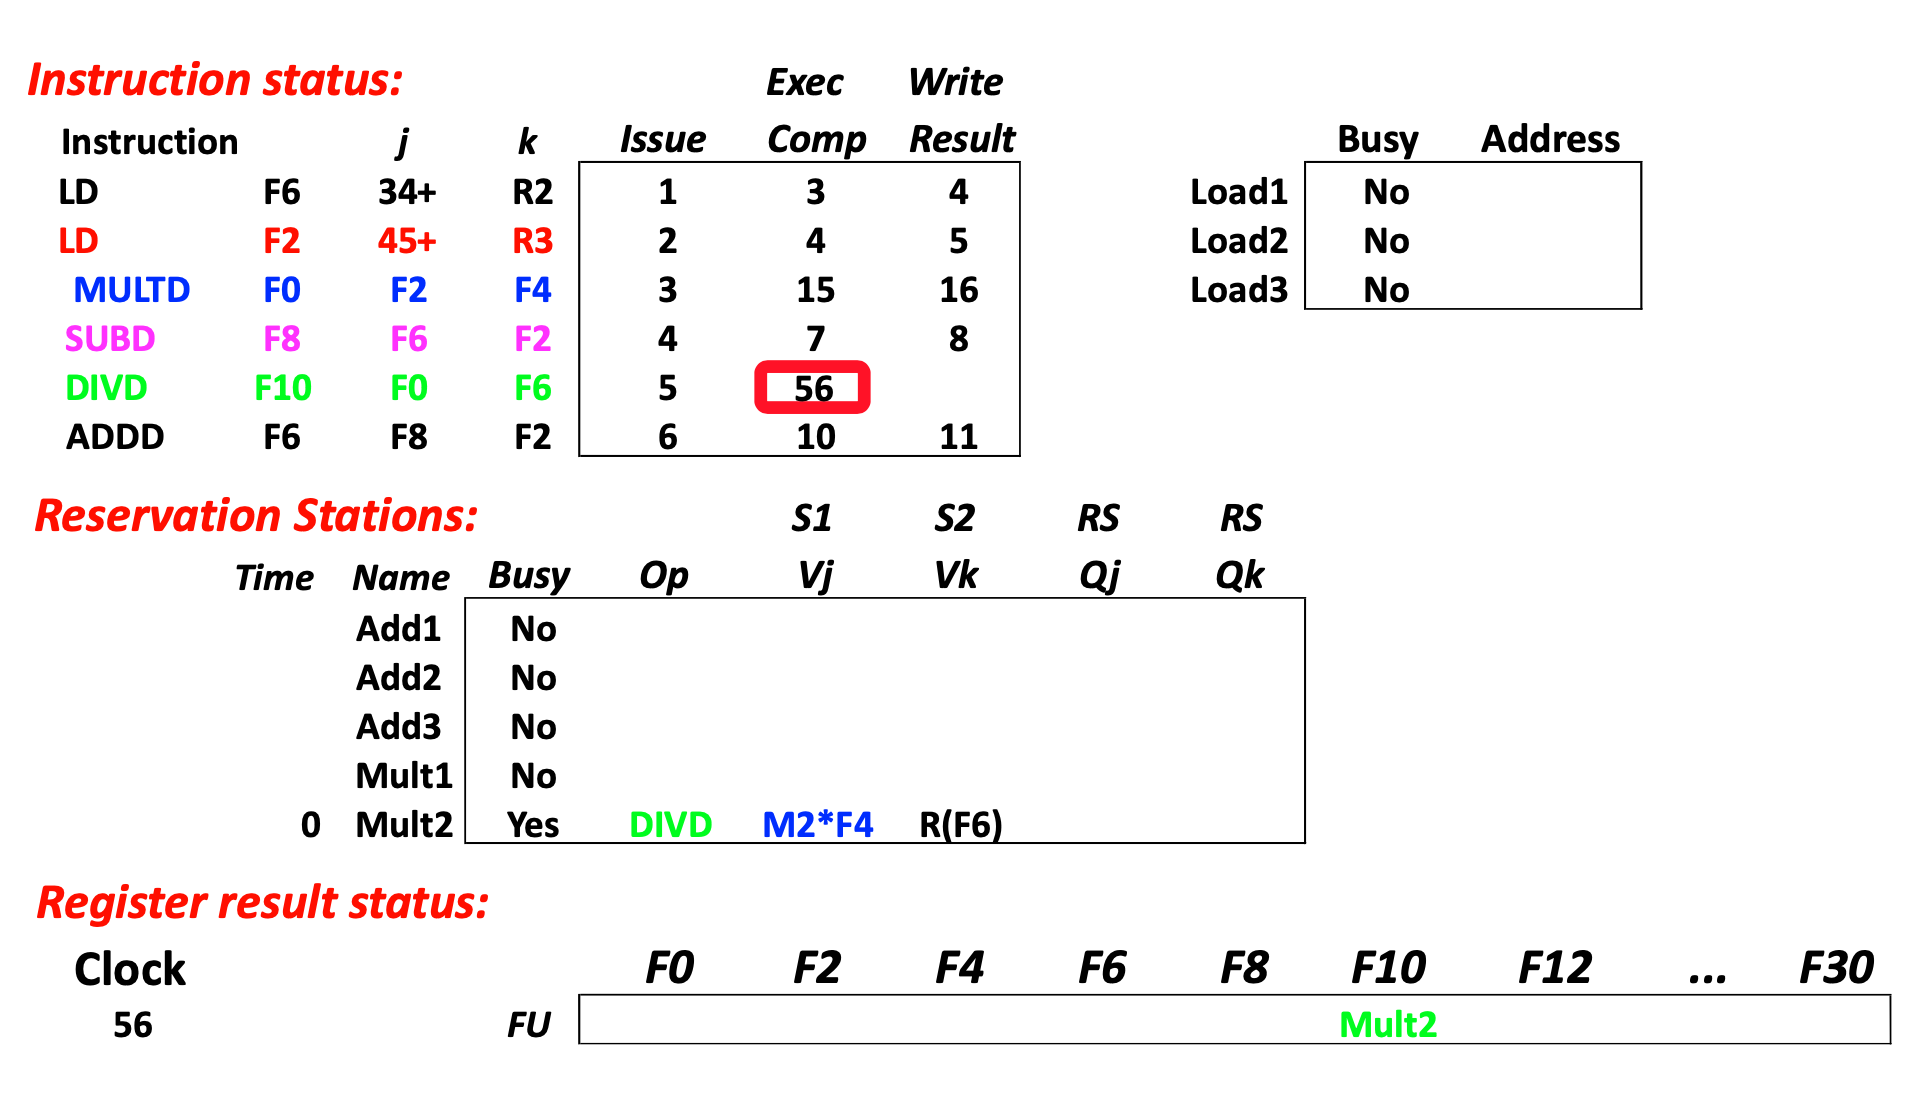 Instruction status: Exec Write
Instruction j k Issue Comp Result Busy Address
LD F6 34+ R2 1 3 4 Load1 No
LD F2 45+ R3 2 4 5 Load2 No
MULTD F0 F2 F4 3 15 16 Load3 No
SUBD F8 F6 F2 4 7 8
DIVD F10 F0 F6 5 56
ADDD F6 F8 F2 6 10 11
Reservation Stations: S1 S2 RS RS
Time Name Busy Op Vj Vk Qj Qk
Add1 No
Add2 No
Add3 No
Mult1 No
0 Mult2 Yes DIVD M2*F4 R(F6)
Register result status:
Clock F0 F2 F4 F6 F8 F10 F12 ... F30
56 FU Mult2